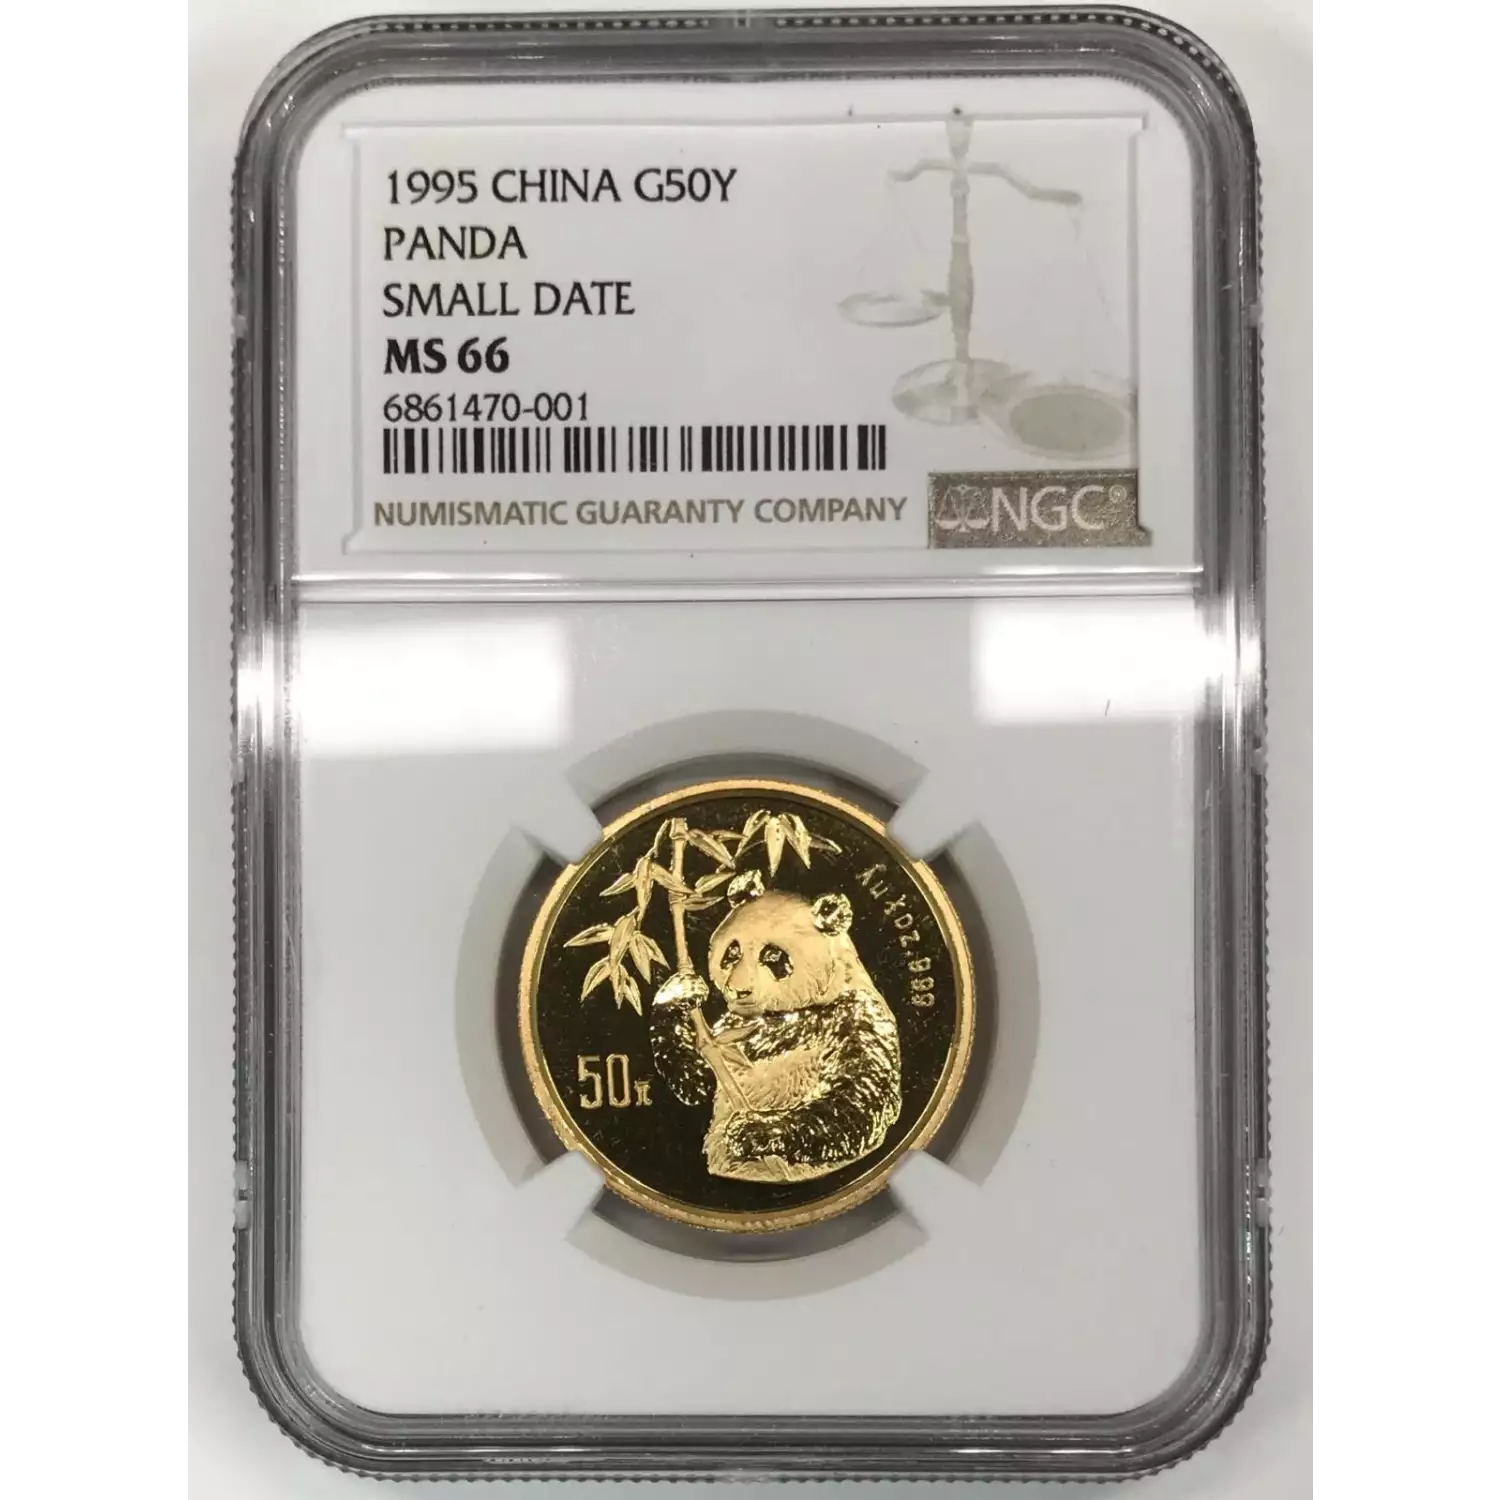 1995 CHINA G50Y
PANDA
SMALL DATE
MS 66
6861470-001
NUMISMATIC GUARANTY COMPANY
NGC®
½oz Au .999
50元